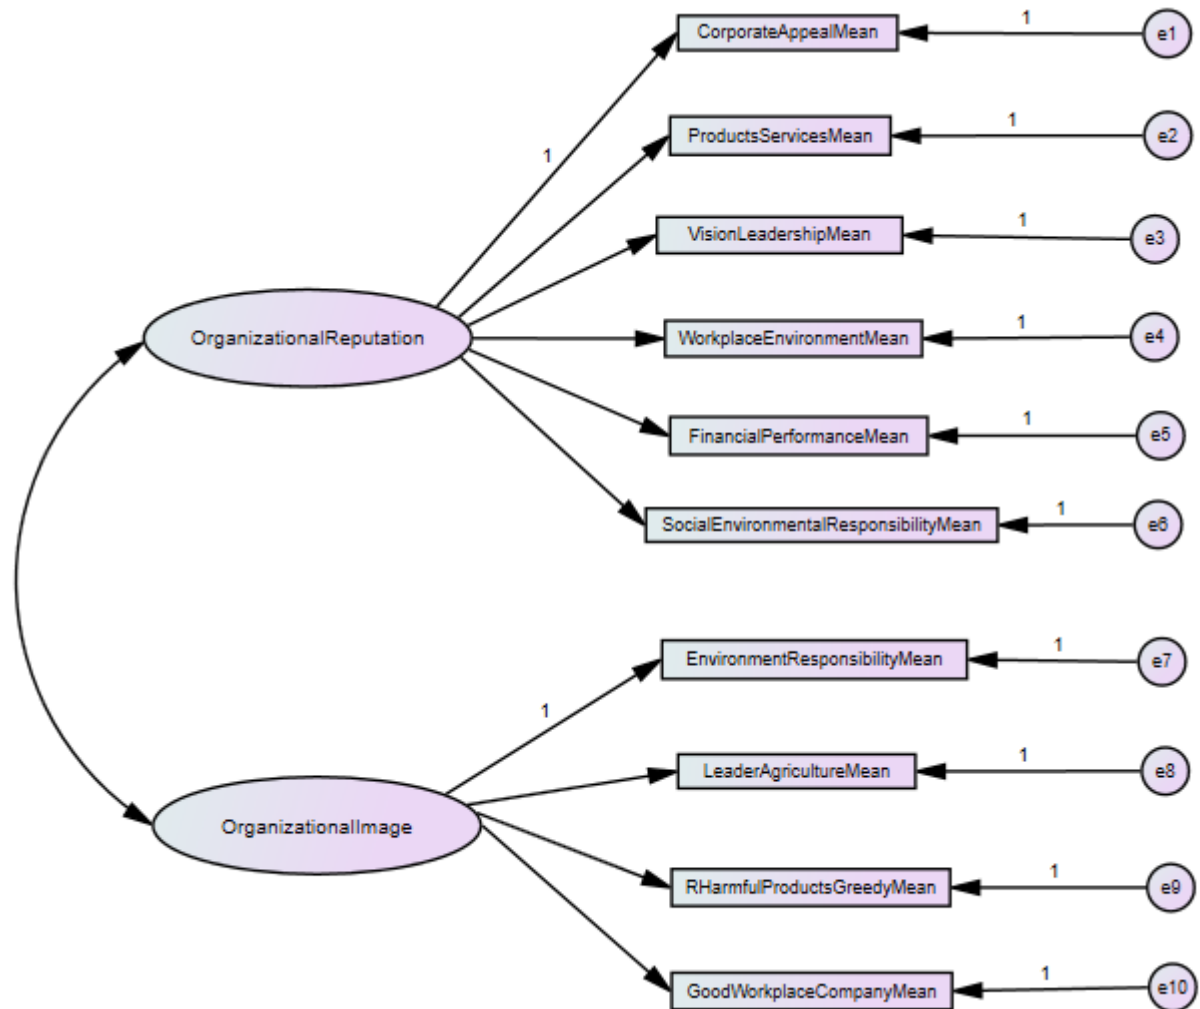 1
CorporateAppealMean
e1
1
ProductsServicesMean
e2
1
1
VisionLeadershipMean
e3
1
OrganizationalReputation
WorkplaceEnvironmentMean
e4
1
FinancialPerformanceMean
e5
1
SocialEnvironmentalResponsibilityMean
e6
1
EnvironmentResponsibilityMean
e7
1
1
LeaderAgricultureMean
e8
OrganizationalImage
1
RHarmfulProductsGreedyMean
e9
1
GoodWorkplaceCompanyMean
e10